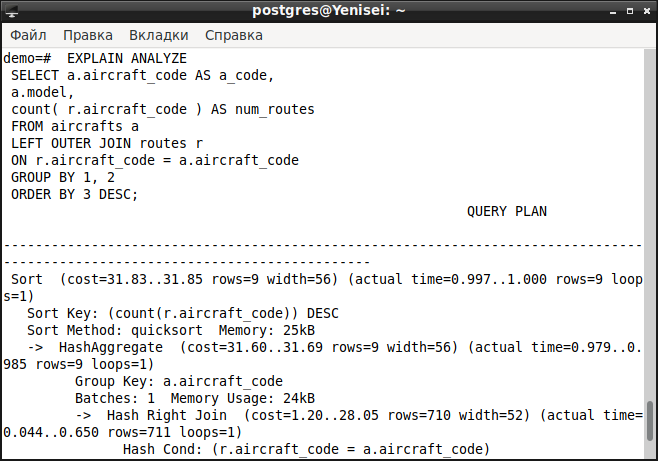 postgres@Yenisei: ~
Файл Правка Вкладки Справка
demo=#  EXPLAIN ANALYZE
 SELECT a.aircraft_code AS a_code,
 a.model,
 count( r.aircraft_code ) AS num_routes
 FROM aircrafts a
 LEFT OUTER JOIN routes r
 ON r.aircraft_code = a.aircraft_code
 GROUP BY 1, 2
 ORDER BY 3 DESC;
                                                          QUERY PLAN
--------------------------------------------------------------------------------
----------------------------------------------
 Sort  (cost=31.83..31.85 rows=9 width=56) (actual time=0.997..1.000 rows=9 loop
s=1)
   Sort Key: (count(r.aircraft_code)) DESC
   Sort Method: quicksort  Memory: 25kB
   ->  HashAggregate  (cost=31.60..31.69 rows=9 width=56) (actual time=0.979..0.
985 rows=9 loops=1)
         Group Key: a.aircraft_code
         Batches: 1  Memory Usage: 24kB
         ->  Hash Right Join  (cost=1.20..28.05 rows=710 width=52) (actual time=
0.044..0.650 rows=711 loops=1)
               Hash Cond: (r.aircraft_code = a.aircraft_code)